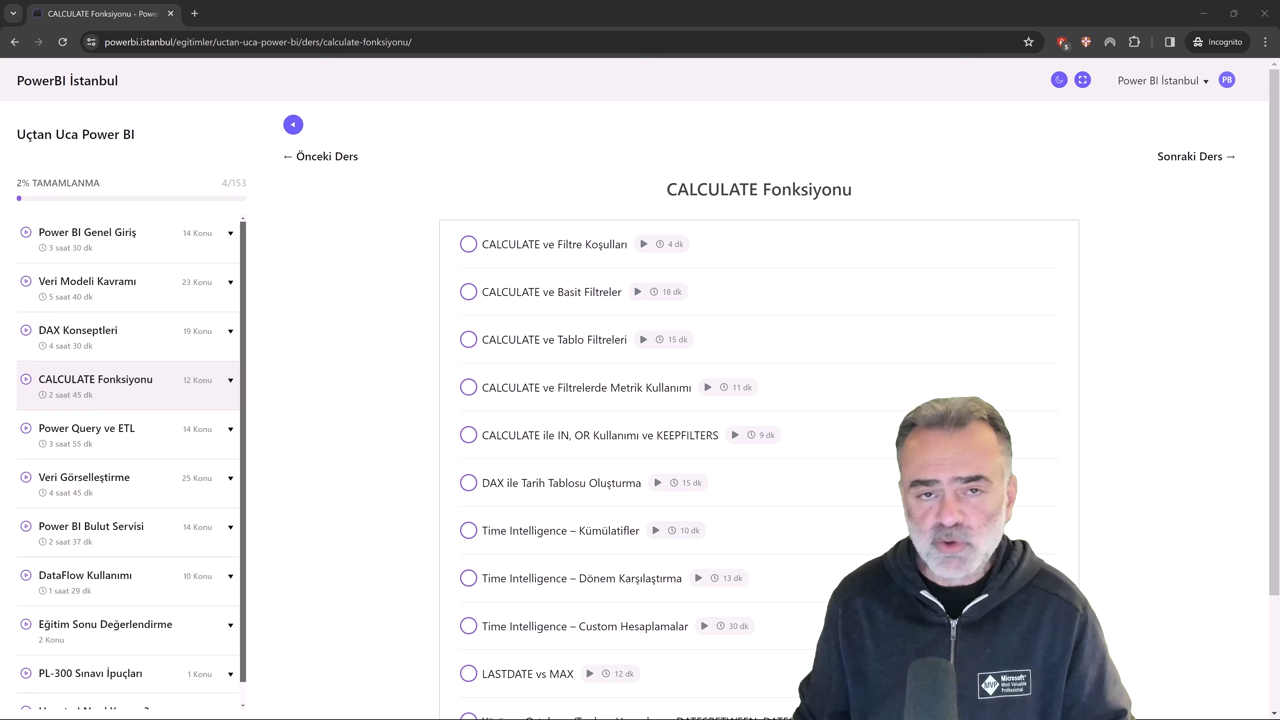 CALCULATE Fonksiyonu – Powe
powerbi.istanbul/egitimler/uctan-uca-power-bi/ders/calculate-fonksiyonu/
Incognito
PowerBI İstanbul
Power BI İstanbul
PB
Uçtan Uca Power BI
2% TAMAMLANMA 4/153
Power BI Genel Giriş 14 Konu
3 saat 30 dk
Veri Modeli Kavramı 23 Konu
5 saat 40 dk
DAX Konseptleri 19 Konu
4 saat 30 dk
CALCULATE Fonksiyonu 12 Konu
2 saat 45 dk
Power Query ve ETL 14 Konu
3 saat 55 dk
Veri Görselleştirme 25 Konu
4 saat 45 dk
Power BI Bulut Servisi 14 Konu
2 saat 37 dk
DataFlow Kullanımı 10 Konu
1 saat 29 dk
Eğitim Sonu Değerlendirme
2 Konu
PL-300 Sınavı İpuçları 1 Konu
← Önceki Ders
Sonraki Ders →
CALCULATE Fonksiyonu
CALCULATE ve Filtre Koşulları 4 dk
CALCULATE ve Basit Filtreler 18 dk
CALCULATE ve Tablo Filtreleri 15 dk
CALCULATE ve Filtrelerde Metrik Kullanımı 11 dk
CALCULATE ile IN, OR Kullanımı ve KEEPFILTERS 9 dk
DAX ile Tarih Tablosu Oluşturma 15 dk
Time Intelligence – Kümülatifler 10 dk
Time Intelligence – Dönem Karşılaştırma 13 dk
Time Intelligence – Custom Hesaplamalar 30 dk
LASTDATE vs MAX 12 dk
MVP
Microsoft®
Most Valuable
Professional